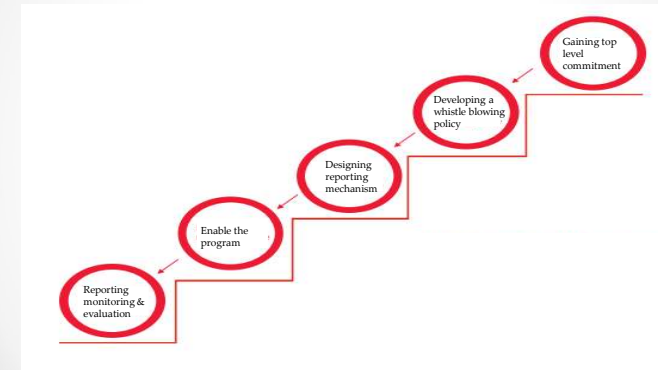 Gaining top
level
commitment
Developing a
whistle blowing
policy
Designing
reporting
mechanism
Enable the
program
Reporting
monitoring &
evaluation